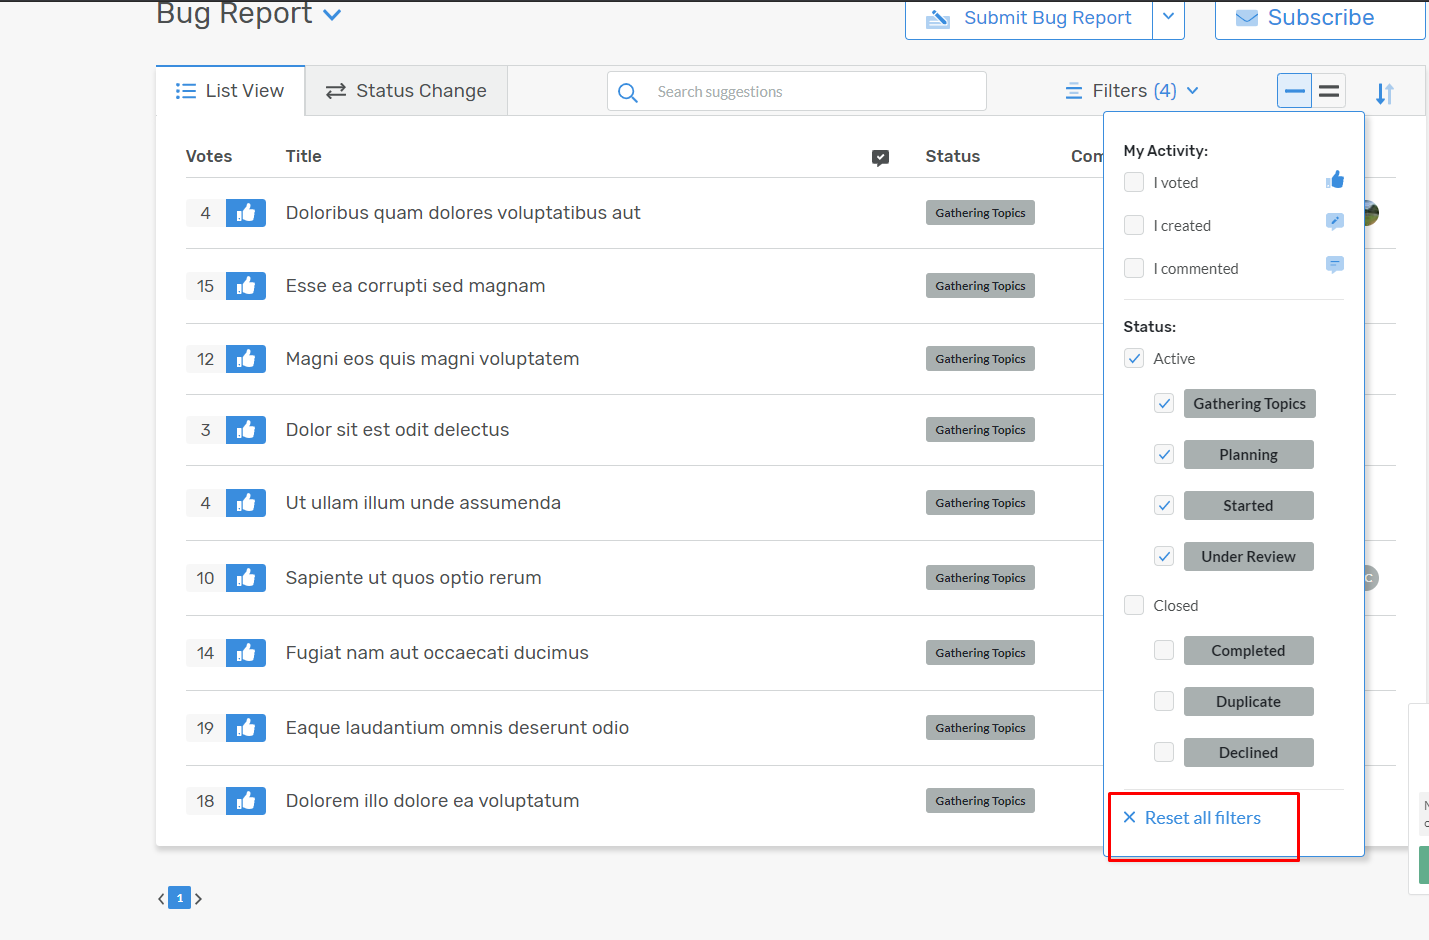 Bug Report
Submit Bug Report
Subscribe
List View
Status Change
Search suggestions
Filters (4)
Votes
Title
Status
Com
4
Doloribus quam dolores voluptatibus aut
Gathering Topics
15
Esse ea corrupti sed magnam
Gathering Topics
12
Magni eos quis magni voluptatem
Gathering Topics
3
Dolor sit est odit delectus
Gathering Topics
4
Ut ullam illum unde assumenda
Gathering Topics
10
Sapiente ut quos optio rerum
Gathering Topics
C
14
Fugiat nam aut occaecati ducimus
Gathering Topics
19
Eaque laudantium omnis deserunt odio
Gathering Topics
18
Dolorem illo dolore ea voluptatum
Gathering Topics
My Activity:
I voted
I created
I commented
Status:
Active
Gathering Topics
Planning
Started
Under Review
Closed
Completed
Duplicate
Declined
Reset all filters
1